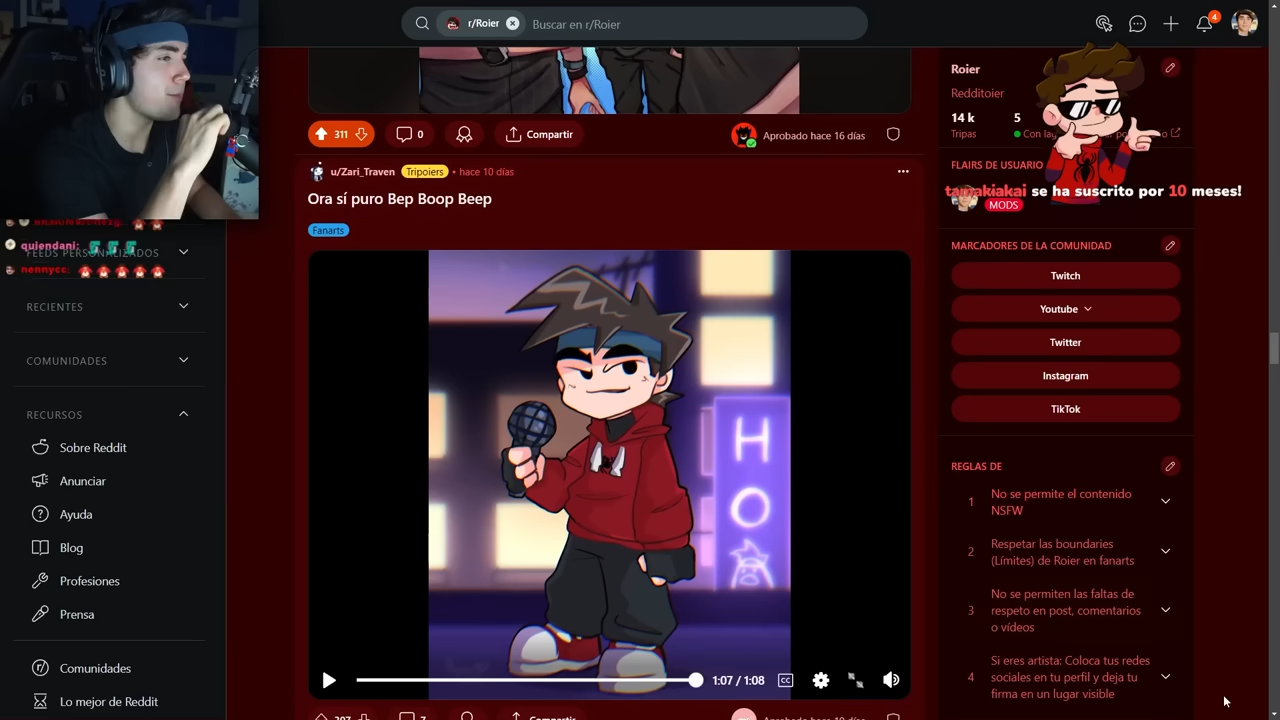 r/Roier
Buscar en r/Roier
4
311
0
Compartir
Aprobado hace 16 días
u/Zari_Traven
Tripoiers
• hace 10 días
Ora sí puro Bep Boop Beep
Fanarts
H
O
1:07 / 1:08
CC
7
Compartir
quiendani:
nennycc:
FEEDS PERSONALIZADOS
RECIENTES
COMUNIDADES
RECURSOS
Sobre Reddit
Anunciar
Ayuda
Blog
Profesiones
Prensa
Comunidades
Lo mejor de Reddit
Roier
Redditoier
14 k
5
Tripas
FLAIRS DE USUARIO
tamakiakai se ha suscrito por 10 meses!
MODS
MARCADORES DE LA COMUNIDAD
Twitch
Youtube
Twitter
Instagram
TikTok
REGLAS DE
1 No se permite el contenido
NSFW
2 Respetar las boundaries
(Límites) de Roier en fanarts
3 No se permiten las faltas de
respeto en post, comentarios
o vídeos
4 Si eres artista: Coloca tus redes
sociales en tu perfil y deja tu
firma en un lugar visible